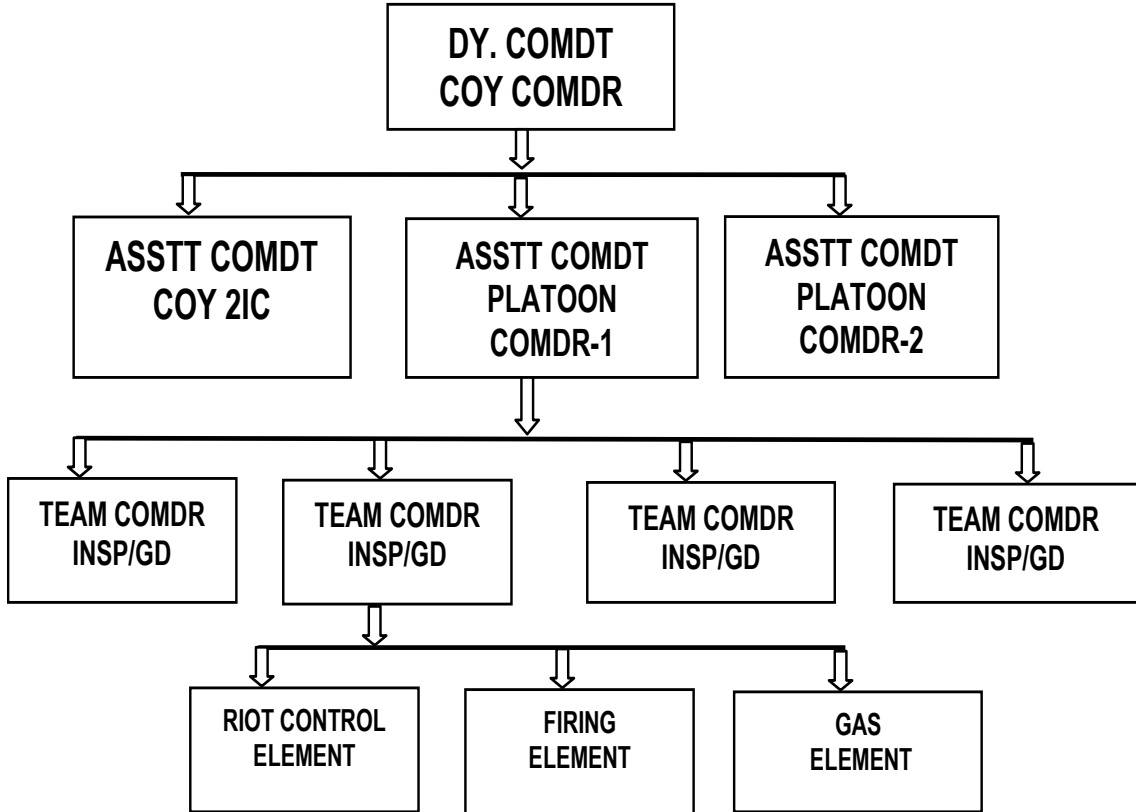 DY. COMDT
COY COMDR
ASSTT COMDT
COY 2IC
ASSTT COMDT
PLATOON
COMDR-1
ASSTT COMDT
PLATOON
COMDR-2
TEAM COMDR
INSP/GD
TEAM COMDR
INSP/GD
TEAM COMDR
INSP/GD
TEAM COMDR
INSP/GD
RIOT CONTROL
ELEMENT
FIRING
ELEMENT
GAS
ELEMENT